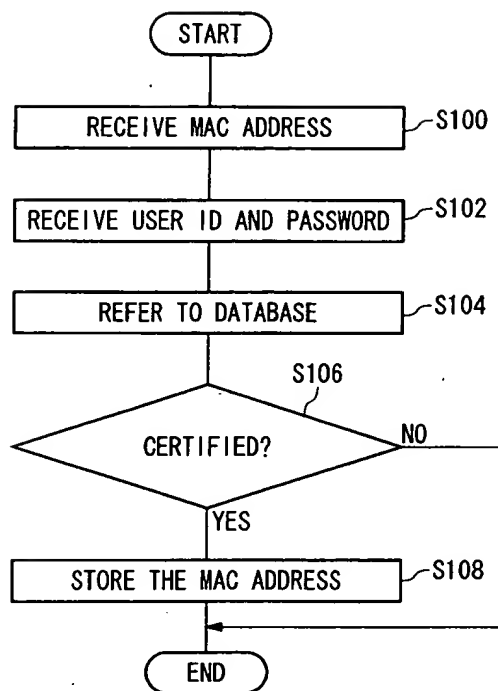 START
RECEIVE MAC ADDRESS
S100
RECEIVE USER ID AND PASSWORD
S102
REFER TO DATABASE
S104
S106
CERTIFIED?
NO
YES
STORE THE MAC ADDRESS
S108
END